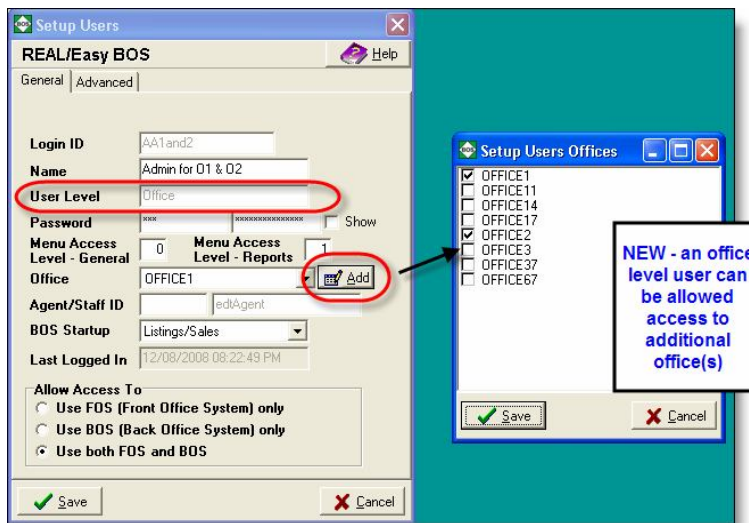 BOS Setup Users
REAL/Easy BOS
Help
General Advanced
Login ID AA1and2
Name Admin for O1 & O2
User Level Office
Password *** ************** Show
Menu Access Level - General 0 Menu Access Level - Reports 1
Office OFFICE1 Add
Agent/Staff ID edtAgent
BOS Startup Listings/Sales
Last Logged In 12/08/2008 08:22:49 PM
Allow Access To
Use FOS (Front Office System) only
Use BOS (Back Office System) only
Use both FOS and BOS
Save Cancel
BOS Setup Users Offices
OFFICE1
OFFICE11
OFFICE14
OFFICE17
OFFICE2
OFFICE3
OFFICE37
OFFICE67
Save Cancel
NEW - an office
level user can
be allowed
access to
additional
office(s)